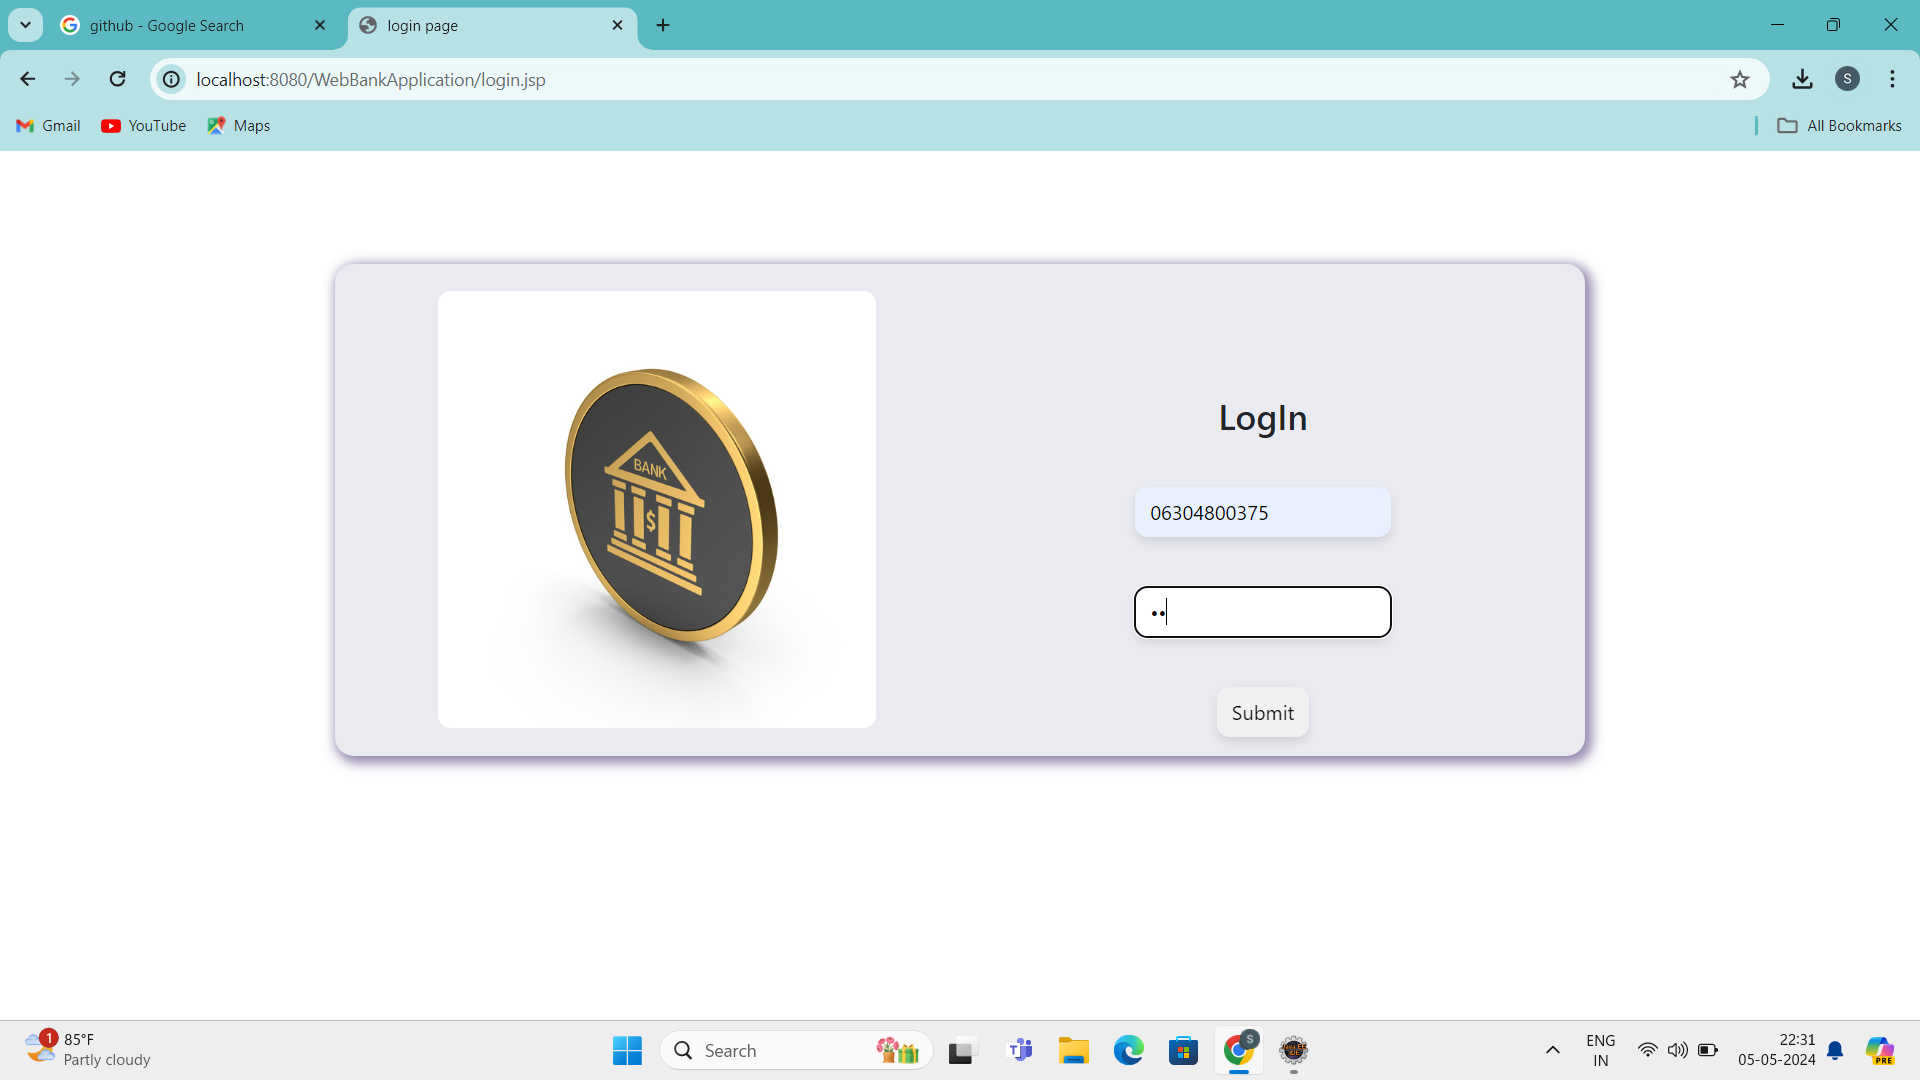 github - Google Search
login page
localhost:8080/WebBankApplication/login.jsp
S
Gmail
YouTube
Maps
All Bookmarks
BANK
$
LogIn
06304800375
••
Submit
1
85°F
Partly cloudy
Search
S
ENG
IN
22:31
05-05-2024
PRE